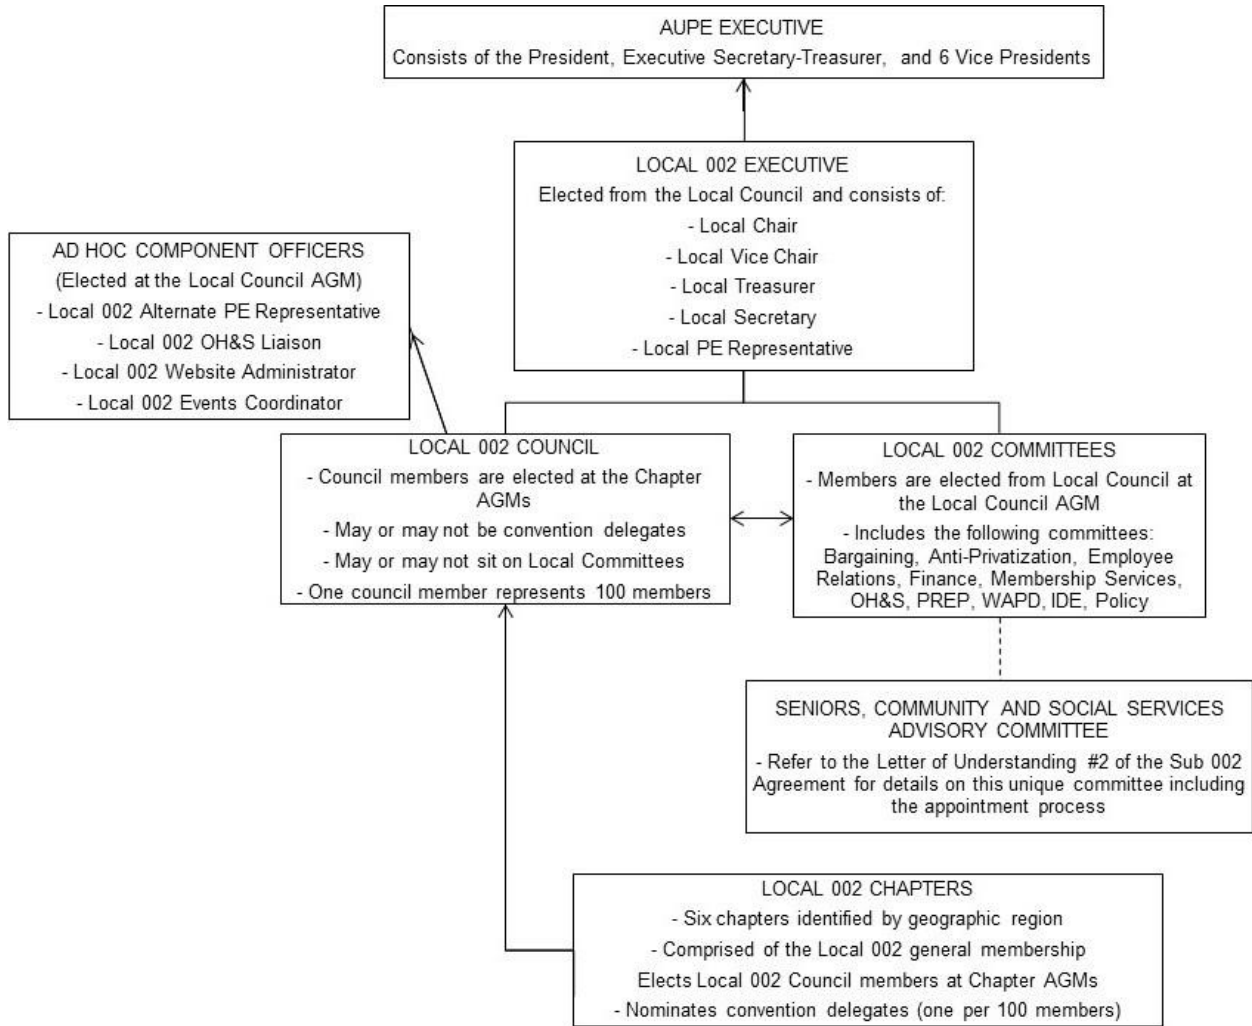 AUPE EXECUTIVE
Consists of the President, Executive Secretary-Treasurer, and 6 Vice Presidents
LOCAL 002 EXECUTIVE
Elected from the Local Council and consists of:
- Local Chair
- Local Vice Chair
- Local Treasurer
- Local Secretary
- Local PE Representative
AD HOC COMPONENT OFFICERS
(Elected at the Local Council AGM)
- Local 002 Alternate PE Representative
- Local 002 OH&S Liaison
- Local 002 Website Administrator
- Local 002 Events Coordinator
LOCAL 002 COUNCIL
- Council members are elected at the Chapter
AGMs
- May or may not be convention delegates
- May or may not sit on Local Committees
- One council member represents 100 members
LOCAL 002 COMMITTEES
- Members are elected from Local Council at
the Local Council AGM
- Includes the following committees:
Bargaining, Anti-Privatization, Employee
Relations, Finance, Membership Services,
OH&S, PREP, WAPD, IDE, Policy
SENIORS, COMMUNITY AND SOCIAL SERVICES
ADVISORY COMMITTEE
- Refer to the Letter of Understanding #2 of the Sub 002
Agreement for details on this unique committee including
the appointment process
LOCAL 002 CHAPTERS
- Six chapters identified by geographic region
- Comprised of the Local 002 general membership
Elects Local 002 Council members at Chapter AGMs
- Nominates convention delegates (one per 100 members)